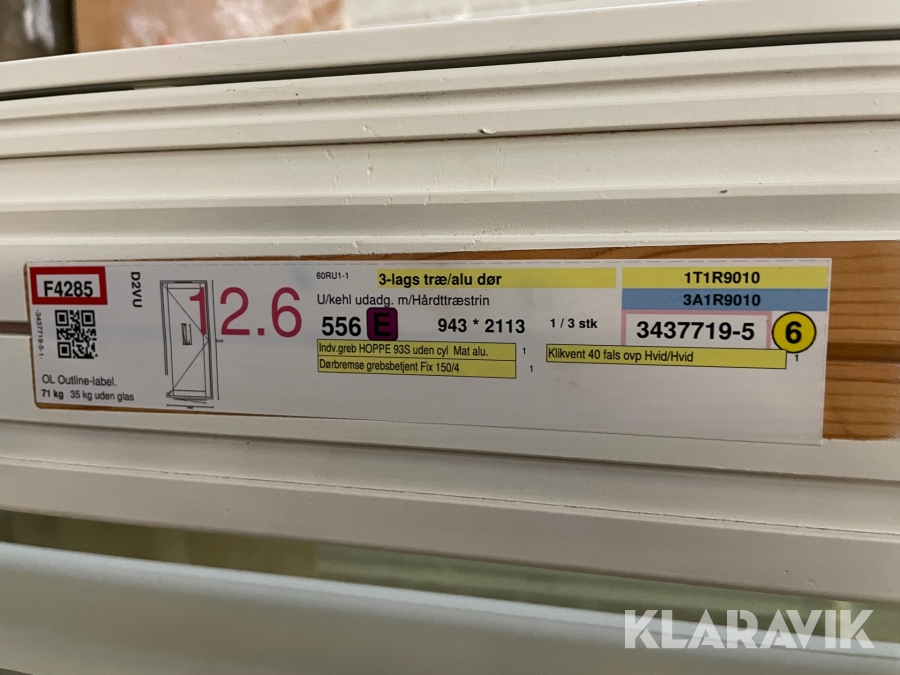 KLARAVIK
F4285
3437719-5-1-
OL Outline-label.
71 kg 35 kg uden glas
D2VU
12.6
60RU1-1
3-lags træ/alu dør
U/kehl udadg. m/Hårdttræstrin
556 E 943 * 2113 1 / 3 stk
Indv.greb HOPPE 93S uden cyl Mat alu. 1
Dørbremse grebsbetjent Fix 150/4 1
1T1R9010
3A1R9010
3437719-5 6
Klikvent 40 fals ovp Hvid/Hvid 1
KLARAVIK